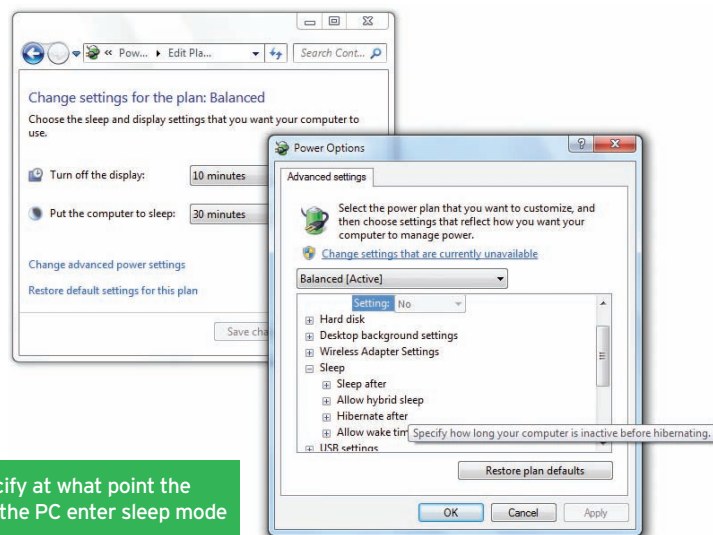 « Pow... ▸ Edit Pla...
Search Cont...
Change settings for the plan: Balanced
Choose the sleep and display settings that you want your computer to
use.
Turn off the display:
10 minutes
Put the computer to sleep:
30 minutes
Change advanced power settings
Restore default settings for this plan
Save cha
Power Options
Advanced settings
Select the power plan that you want to customize, and
then choose settings that reflect how you want your
computer to manage power.
Change settings that are currently unavailable
Balanced [Active]
Setting: No
Hard disk
Desktop background settings
Wireless Adapter Settings
Sleep
Sleep after
Allow hybrid sleep
Hibernate after
Allow wake tim
Specify how long your computer is inactive before hibernating.
USB settings
Restore plan defaults
OK
Cancel
Apply
cify at what point the
the PC enter sleep mode